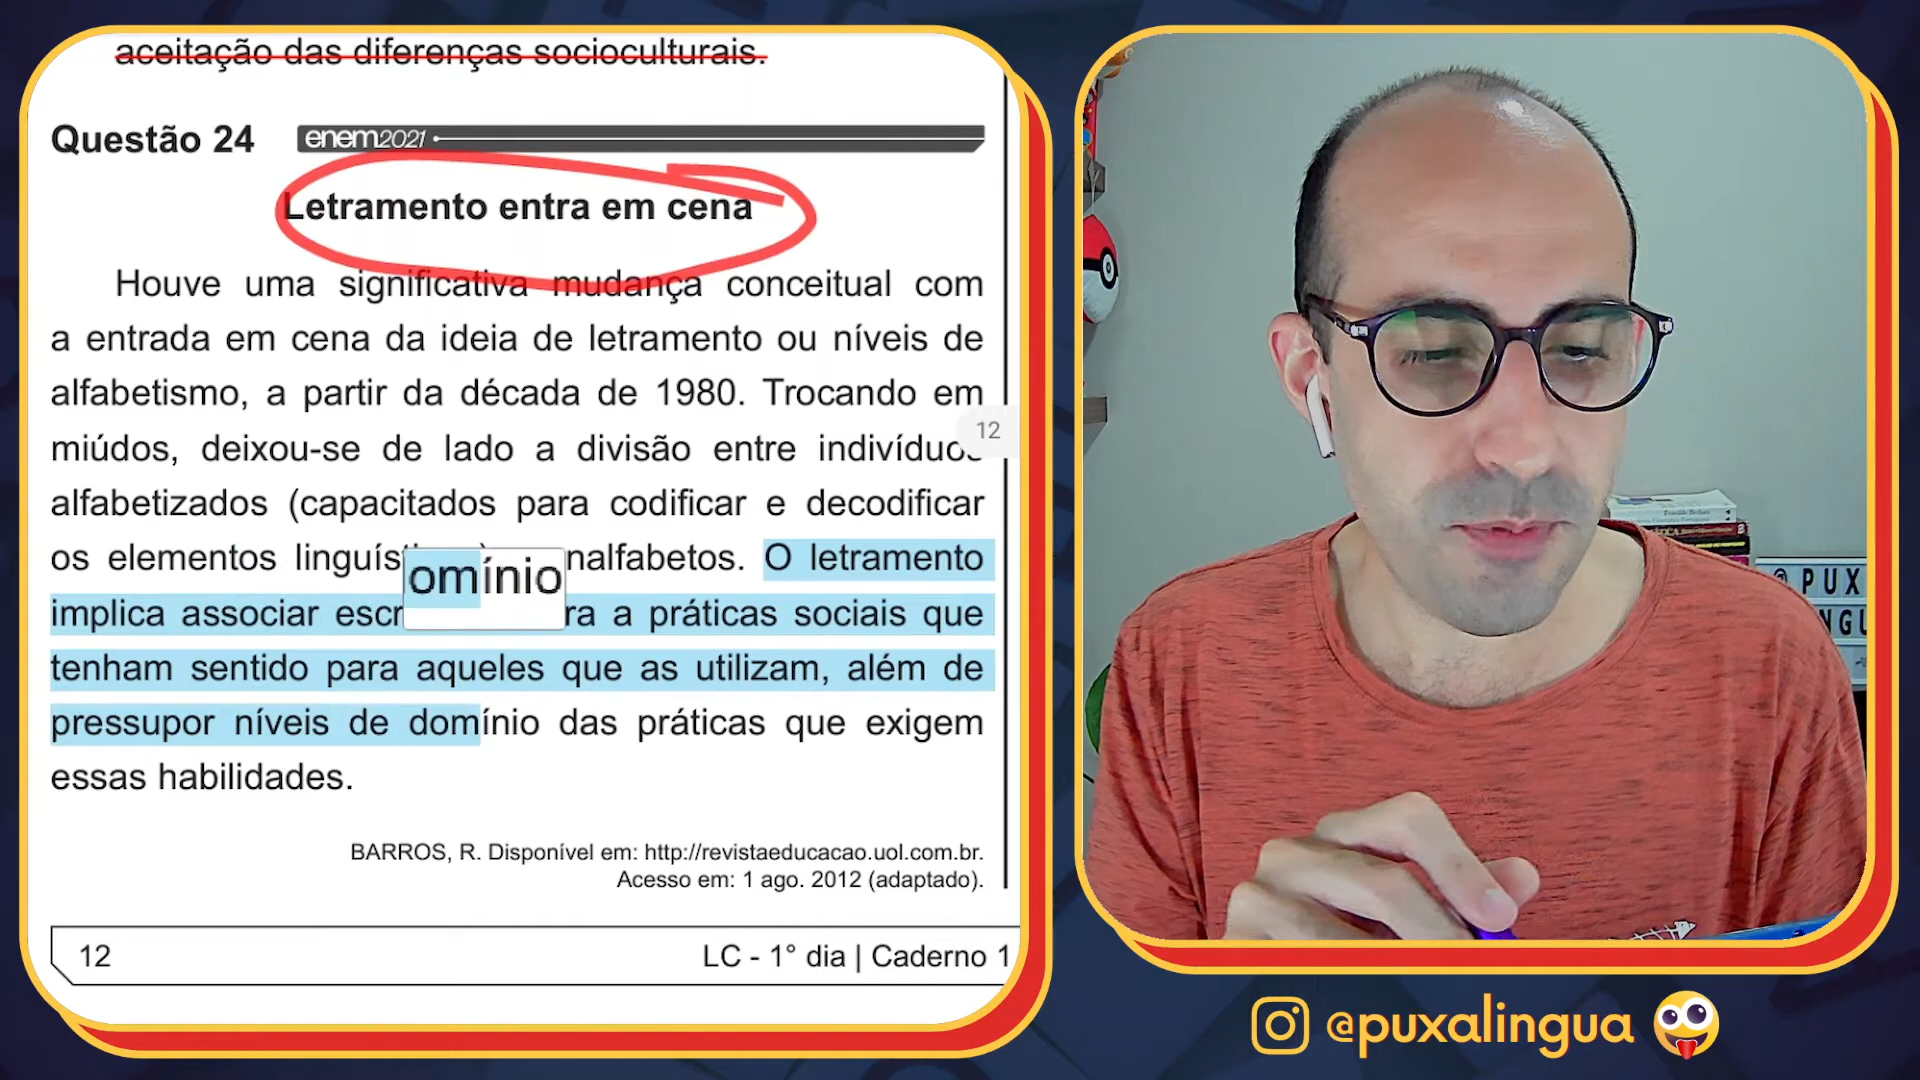 aceitação das diferenças socioculturais.
Questão 24
enem2021
Letramento entra em cena
Houve uma significativa mudança conceitual com
a entrada em cena da ideia de letramento ou níveis de
alfabetismo, a partir da década de 1980. Trocando em
12
miúdos, deixou-se de lado a divisão entre indivíduos
alfabetizados (capacitados para codificar e decodificar
os elementos linguíst nalfabetos. O letramento
omínio
implica associar escr ra a práticas sociais que
tenham sentido para aqueles que as utilizam, além de
pressupor níveis de domínio das práticas que exigem
essas habilidades.
BARROS, R. Disponível em: http://revistaeducacao.uol.com.br.
Acesso em: 1 ago. 2012 (adaptado).
12
LC - 1° dia | Caderno 1
@ PUX
NGU
@puxalingua